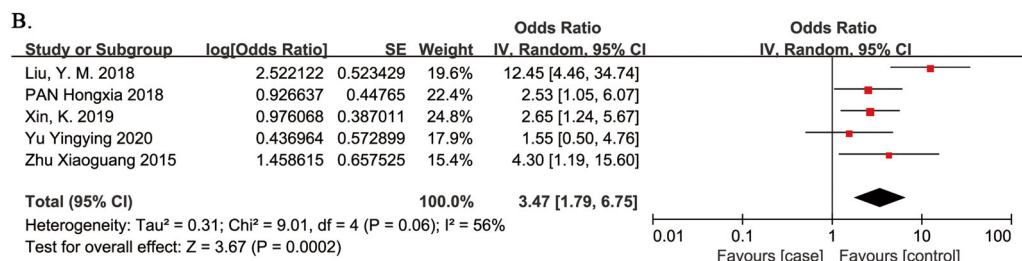 B.
Odds Ratio Odds Ratio
Study or Subgroup log[Odds Ratio] SE Weight IV, Random, 95% CI IV, Random, 95% CI
Liu, Y. M. 2018 2.522122 0.523429 19.6% 12.45 [4.46, 34.74]
PAN Hongxia 2018 0.926637 0.44765 22.4% 2.53 [1.05, 6.07]
Xin, K. 2019 0.976068 0.387011 24.8% 2.65 [1.24, 5.67]
Yu Yingying 2020 0.436964 0.572899 17.9% 1.55 [0.50, 4.76]
Zhu Xiaoguang 2015 1.458615 0.657525 15.4% 4.30 [1.19, 15.60]
Total (95% CI) 100.0% 3.47 [1.79, 6.75]
Heterogeneity: Tau² = 0.31; Chi² = 9.01, df = 4 (P = 0.06); I² = 56%
Test for overall effect: Z = 3.67 (P = 0.0002)
0.01 0.1 1 10 100
Favours [case] Favours [control]